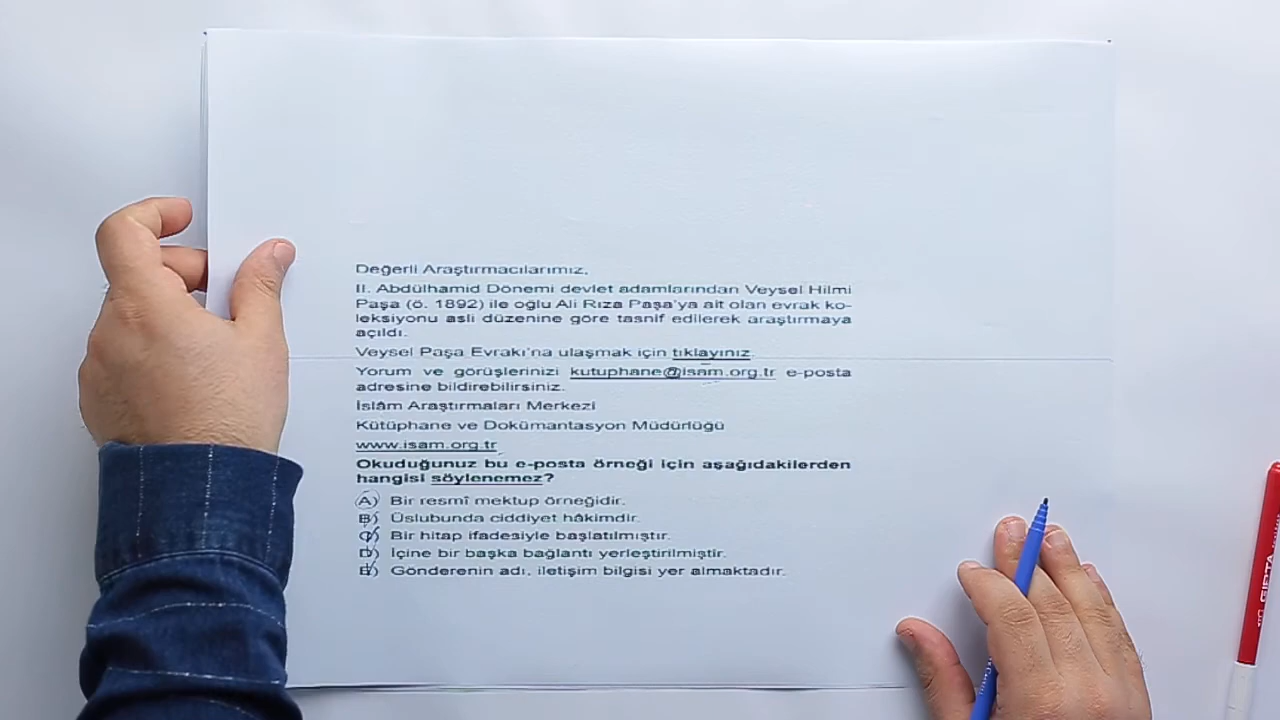 Değerli Araştırmacılarımız,
II. Abdülhamid Dönemi devlet adamlarından Veysel Hilmi
Paşa (ö. 1892) ile oğlu Ali Rıza Paşa'ya ait olan evrak ko-
leksiyonu asli düzenine göre tasnif edilerek araştırmaya
açıldı.
Veysel Paşa Evrakı'na ulaşmak için tıklayınız.
Yorum ve görüşlerinizi kutuphane@isam.org.tr e-posta
adresine bildirebilirsiniz.
İslâm Araştırmaları Merkezi
Kütüphane ve Dokümantasyon Müdürlüğü
www.isam.org.tr
Okuduğunuz bu e-posta örneği için aşağıdakilerden
hangisi söylenemez?
A) Bir resmî mektup örneğidir.
B) Üslubunda ciddiyet hâkimdir.
C) Bir hitap ifadesiyle başlatılmıştır.
D) İçine bir başka bağlantı yerleştirilmiştir.
E) Gönderenin adı, iletişim bilgisi yer almaktadır.